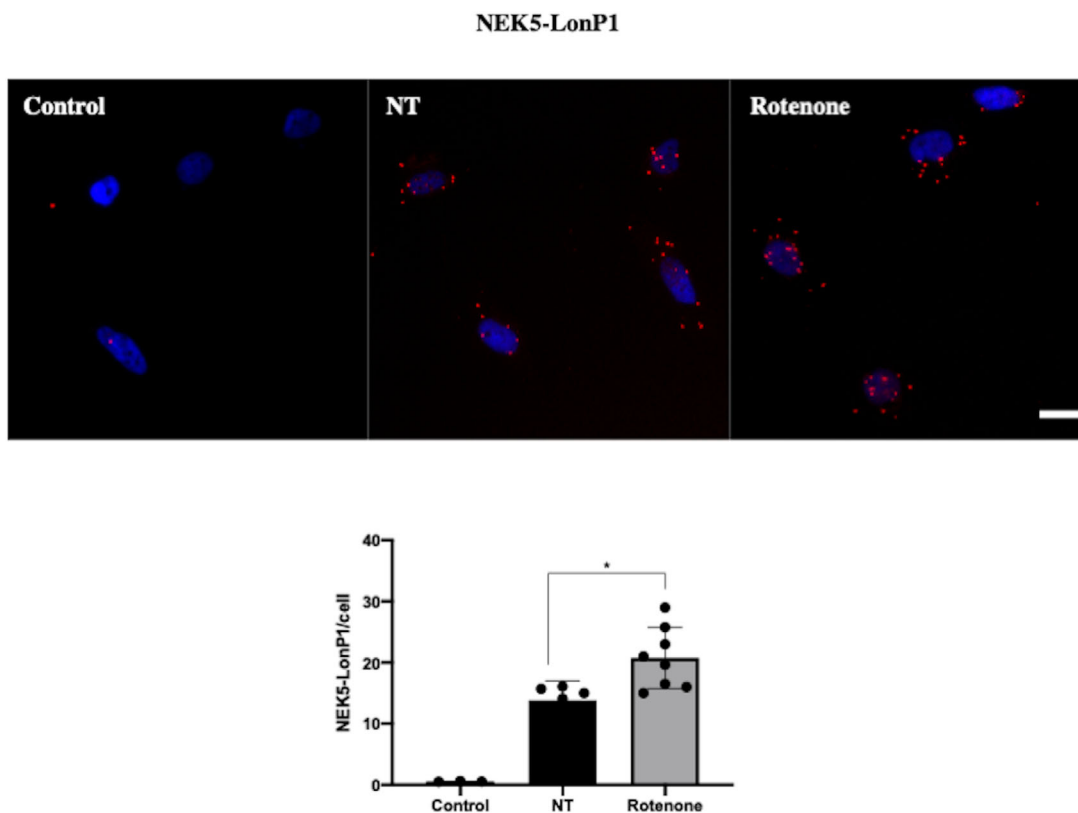 NEK5-LonP1
Control
NT
Rotenone
40
*
30
20
10
0
NEK5-LonP1/cell
Control
NT
Rotenone